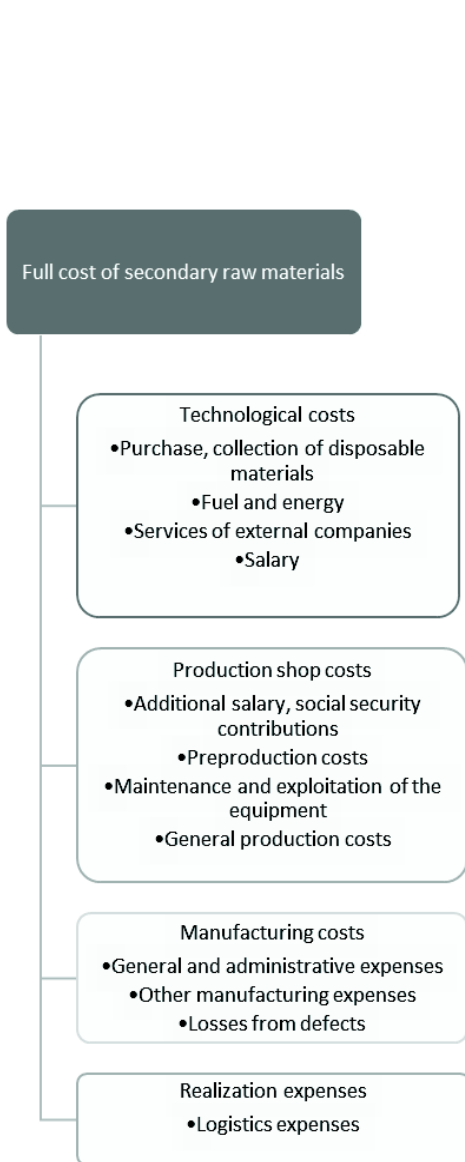 Full cost of secondary raw materials
Technological costs
•Purchase, collection of disposable
materials
•Fuel and energy
•Services of external companies
•Salary
Production shop costs
•Additional salary, social security
contributions
•Preproduction costs
•Maintenance and exploitation of the
equipment
•General production costs
Manufacturing costs
•General and administrative expenses
•Other manufacturing expenses
•Losses from defects
Realization expenses
•Logistics expenses